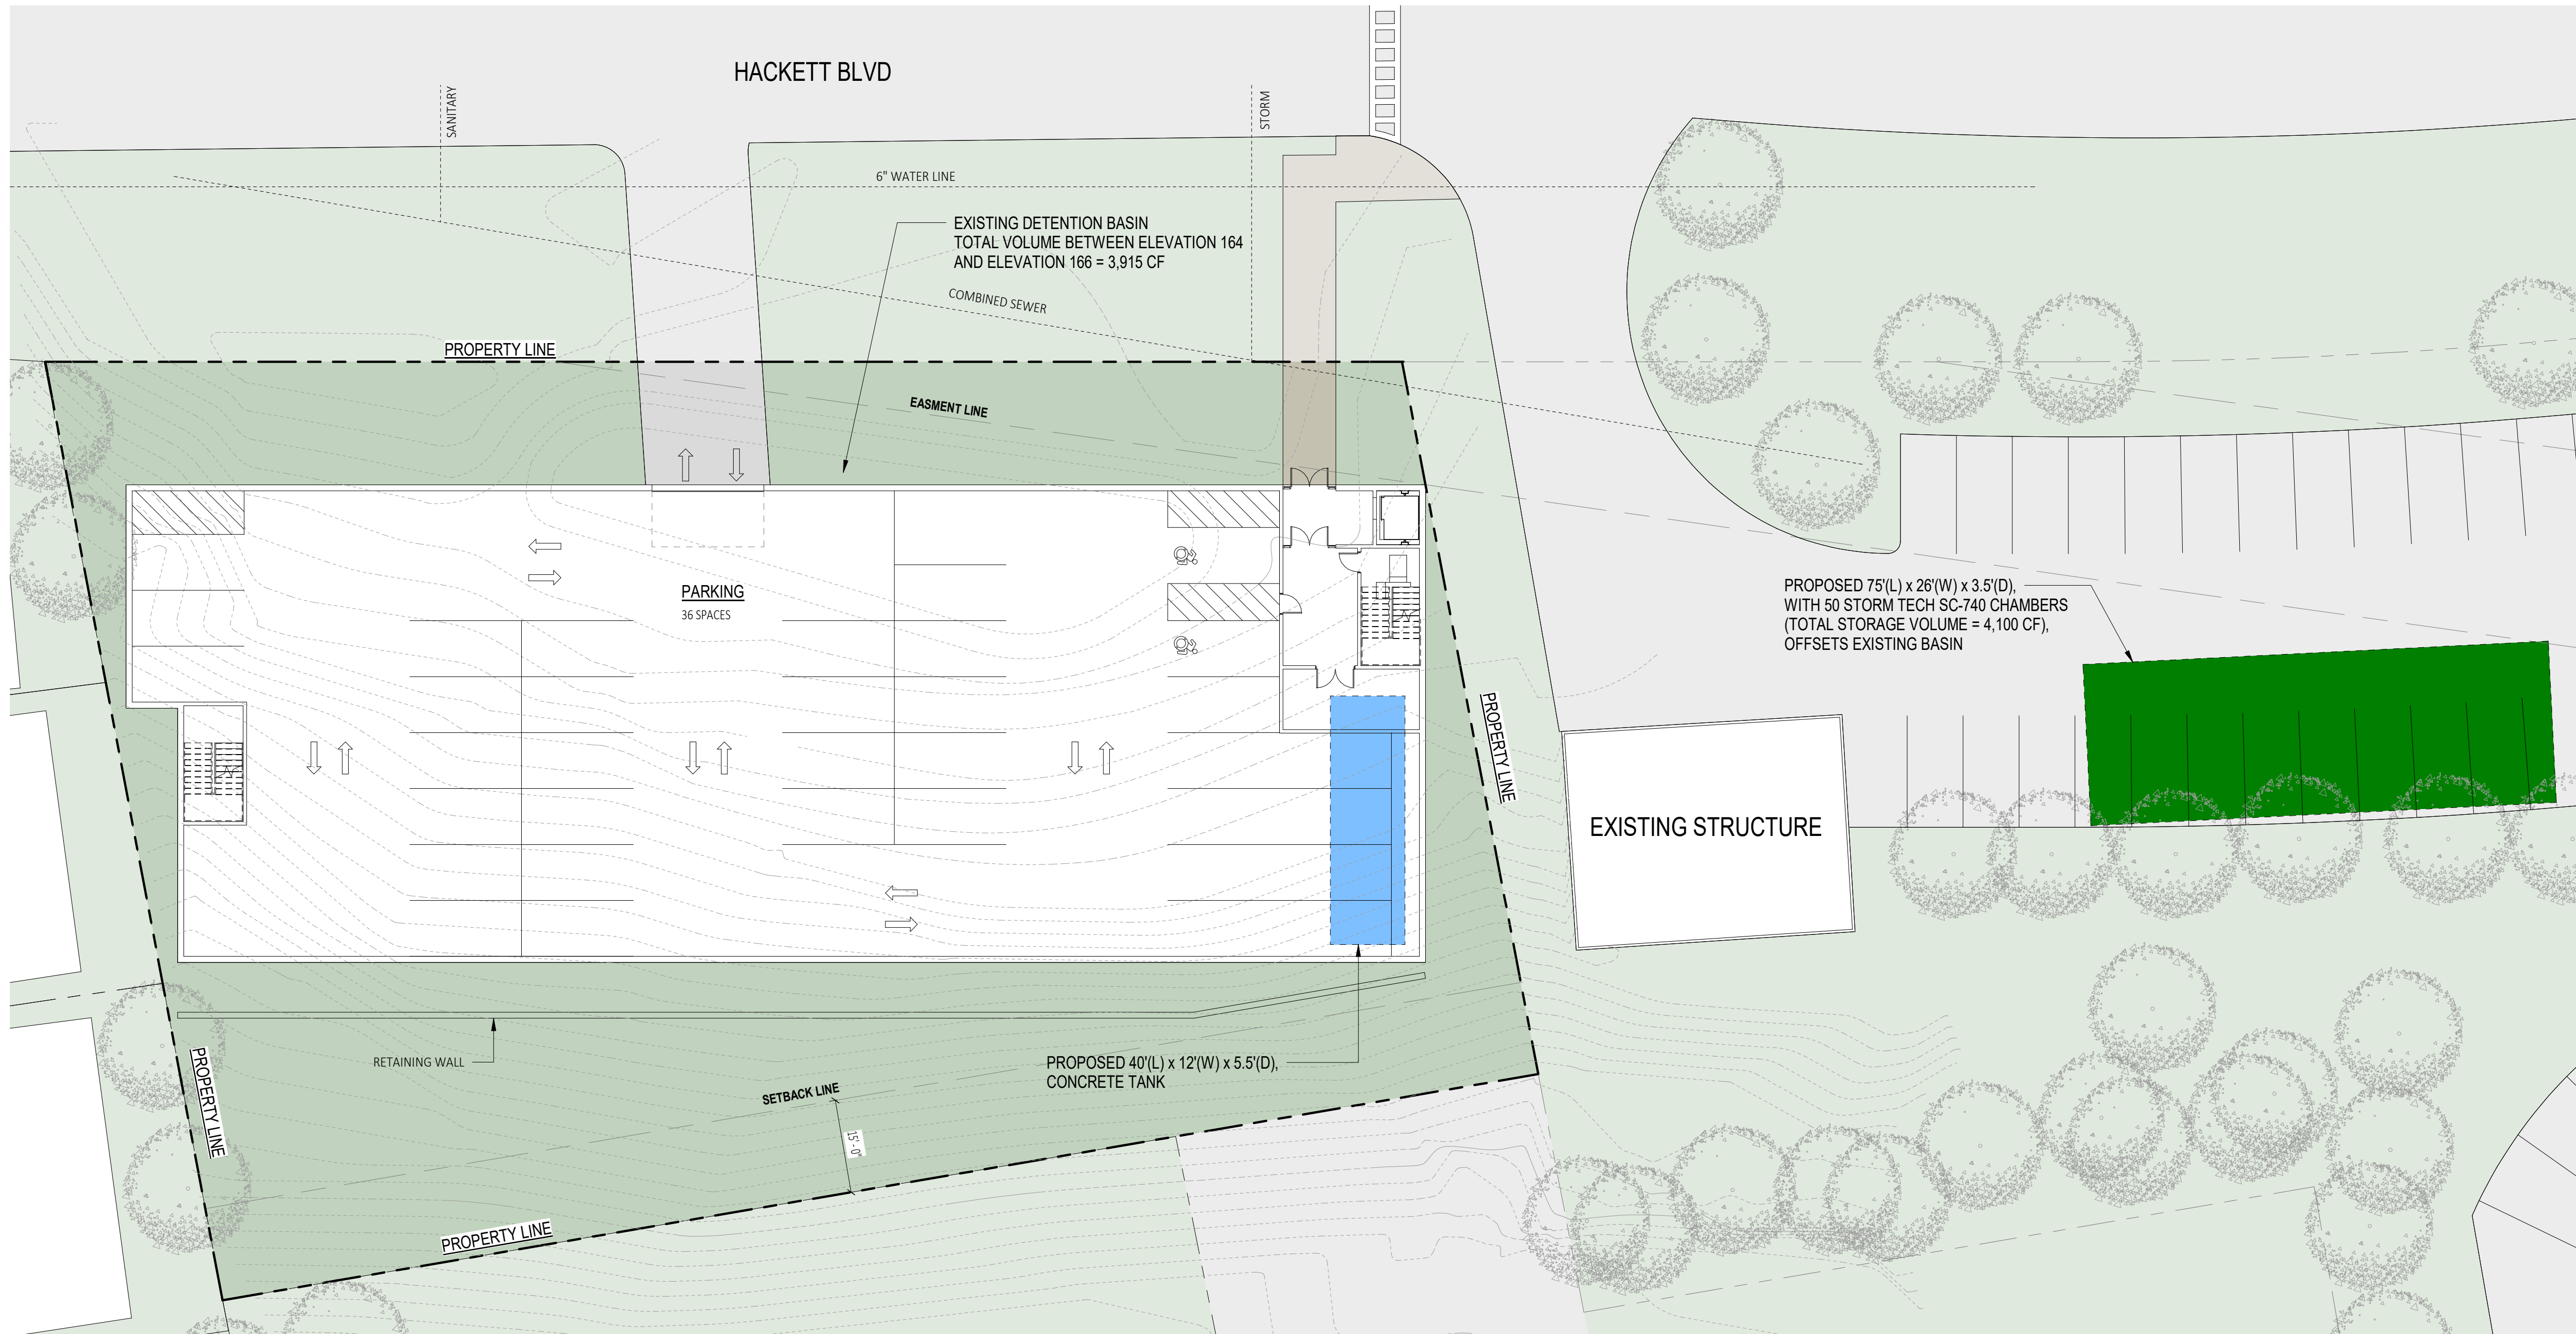 HACKETT BLVD
SANITARY
STORM
6" WATER LINE
EXISTING DETENTION BASIN
TOTAL VOLUME BETWEEN ELEVATION 164
AND ELEVATION 166 = 3,915 CF
COMBINED SEWER
PROPERTY LINE
EASMENT LINE
PARKING
36 SPACES
PROPOSED 75'(L) x 26'(W) x 3.5'(D),
WITH 50 STORM TECH SC-740 CHAMBERS
(TOTAL STORAGE VOLUME = 4,100 CF),
OFFSETS EXISTING BASIN
PROPERTY LINE
EXISTING STRUCTURE
RETAINING WALL
PROPOSED 40'(L) x 12'(W) x 5.5'(D),
CONCRETE TANK
PROPERTY LINE
SETBACK LINE
15' - 0"
PROPERTY LINE